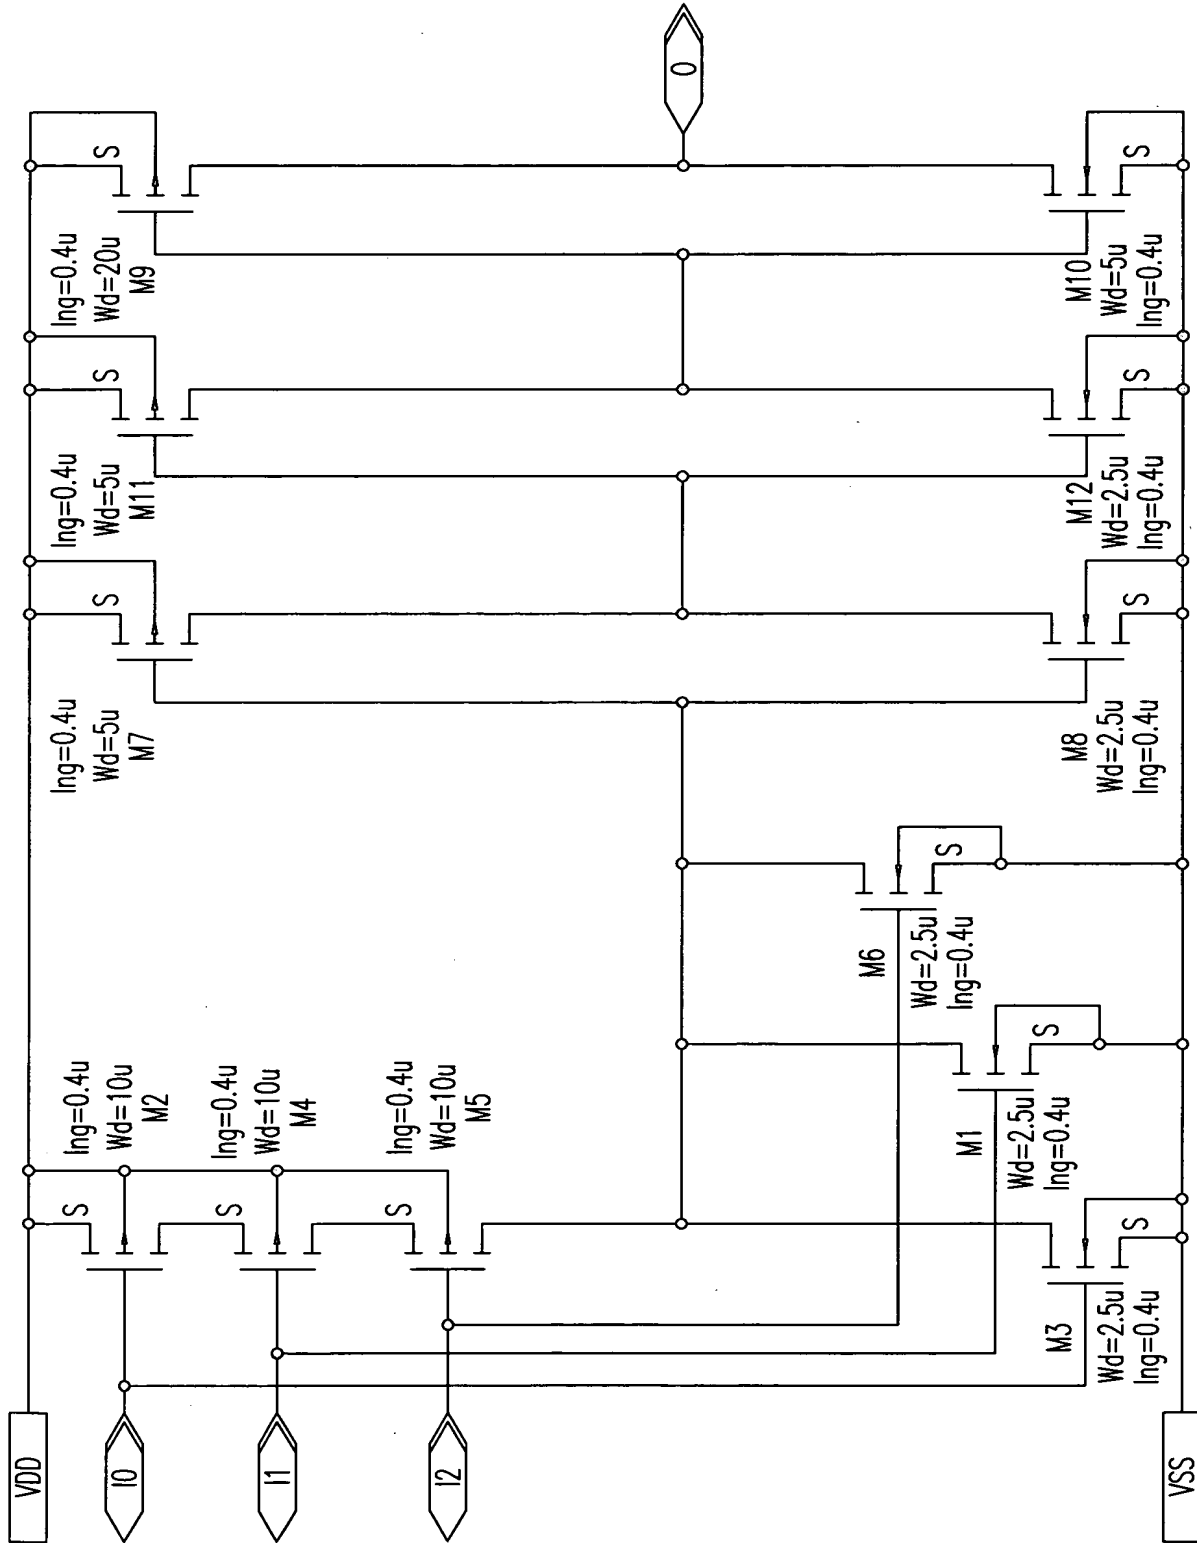 VDD
lng=0.4u
Wd=10u
M2
lng=0.4u
Wd=5u
M7
lng=0.4u
Wd=5u
M11
lng=0.4u
Wd=20u
M9
S
S
S
S
I0
S
lng=0.4u
Wd=10u
M4
I1
S
lng=0.4u
Wd=10u
M5
I2
O
M6
Wd=2.5u
lng=0.4u
S
M1
Wd=2.5u
lng=0.4u
S
M3
Wd=2.5u
lng=0.4u
S
M8
Wd=2.5u
lng=0.4u
S
M12
Wd=2.5u
lng=0.4u
S
M10
Wd=5u
lng=0.4u
S
VSS